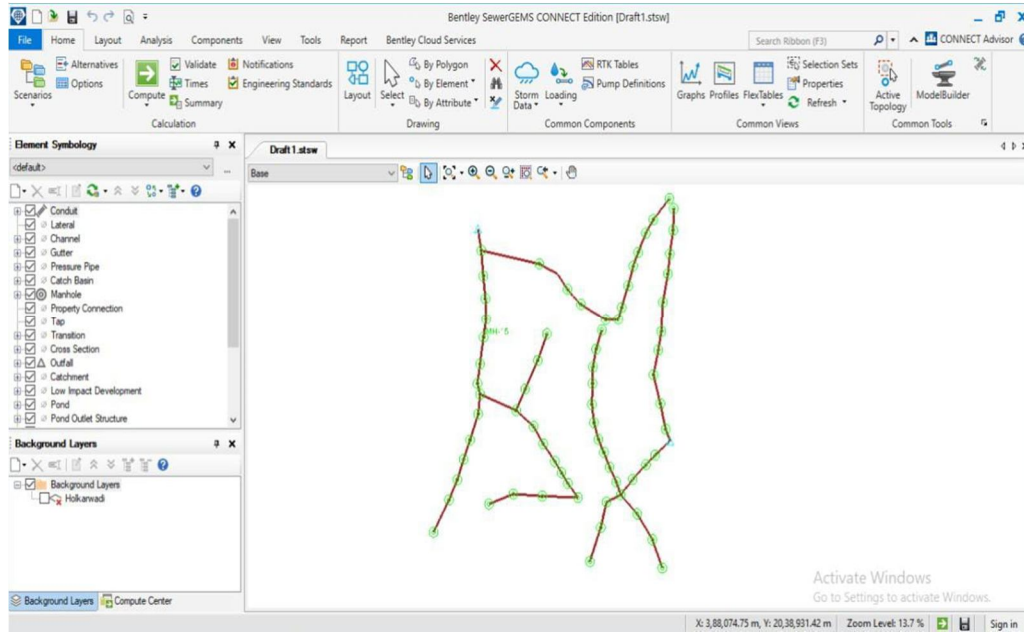 Bentley SewerGEMS CONNECT Edition [Draft1.stsw]
File Home Layout Analysis Components View Tools Report Bentley Cloud Services Search Ribbon (F3) CONNECT Advisor
Alternatives Validate Notifications By Polygon RTK Tables Selection Sets
Options Times Engineering Standards By Element Pump Definitions Properties
Scenarios Compute Summary Layout Select By Attribute Storm Data Loading Graphs Profiles FlexTables Refresh Active Topology ModelBuilder
Calculation Drawing Common Components Common Views Common Tools
Element Symbology Draft1.stsw
<default> Base
Conduit
Lateral
Channel
Gutter
Pressure Pipe
Catch Basin
Manhole
Property Connection
Tap
Transition
Cross Section
Outfall
Catchment
Low Impact Development
Pond
Pond Outlet Structure
Background Layers
Background Layers
Holkarwadi
Activate Windows
Go to Settings to activate Windows.
Background Layers Compute Center
X: 3,88,074.75 m, Y: 20,38,931.42 m Zoom Level: 13.7 % Sign in